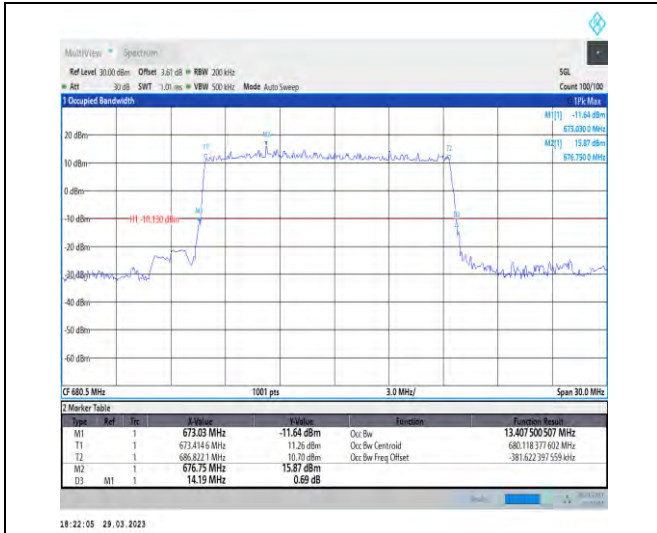 MultiView Spectrum
Ref Level 30.00 dBm Offset 3.61 dB RBW 200 kHz SGL
Att 30 dB SWT 1.01 ms VBW 500 kHz Mode Auto Sweep Count 100/100
1 Occupied Bandwidth 1Pk Max
M1[1] -11.64 dBm
673.030 0 MHz
M2[1] 15.87 dBm
676.750 0 MHz
20 dBm
M2
T1
T2
10 dBm
0 dBm
M1
-10 dBm
H1 -10.130 dBm
D3
-20 dBm
-30 dBm
-40 dBm
-50 dBm
-60 dBm
CF 680.5 MHz 1001 pts 3.0 MHz/ Span 30.0 MHz
2 Marker Table
Type Ref Trc X-Value Y-Value Function Function Result
M1 1 673.03 MHz -11.64 dBm Occ Bw 13.407 500 507 MHz
T1 1 673.414 6 MHz 11.26 dBm Occ Bw Centroid 680.118 377 602 MHz
T2 1 686.822 1 MHz 10.70 dBm Occ Bw Freq Offset -381.622 397 559 kHz
M2 1 676.75 MHz 15.87 dBm
D3 M1 1 14.19 MHz 0.69 dB
18:22:05 29.03.2023